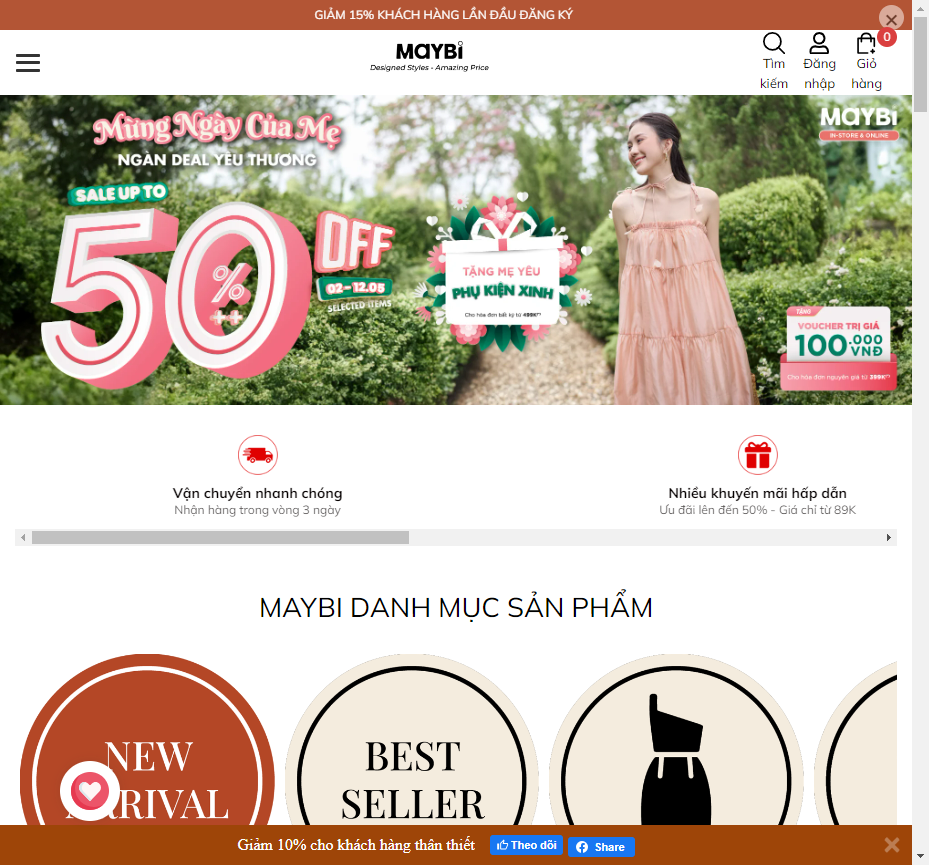 GIẢM 15% KHÁCH HÀNG LẦN ĐẦU ĐĂNG KÝ
MAYBI
Designed Styles - Amazing Price
Tìm kiếm
Đăng nhập
Giỏ hàng
0
Mừng Ngày Của Mẹ
NGÀN DEAL YÊU THƯƠNG
SALE UP TO
50% OFF
02-12.05
SELECTED ITEMS
TẶNG MẸ YÊU
PHỤ KIỆN XINH
Cho hóa đơn bất kỳ từ 499K(*)
MAYBI
IN-STORE & ONLINE
TẶNG
VOUCHER TRỊ GIÁ
100.000 VNĐ
Cho hóa đơn nguyên giá từ 399K(*)
Vận chuyển nhanh chóng
Nhận hàng trong vòng 3 ngày
Nhiều khuyến mãi hấp dẫn
Ưu đãi lên đến 50% - Giá chỉ từ 89K
MAYBI DANH MỤC SẢN PHẨM
NEW
RIVAL
BEST
SELLER
Giảm 10% cho khách hàng thân thiết
Theo dõi
Share